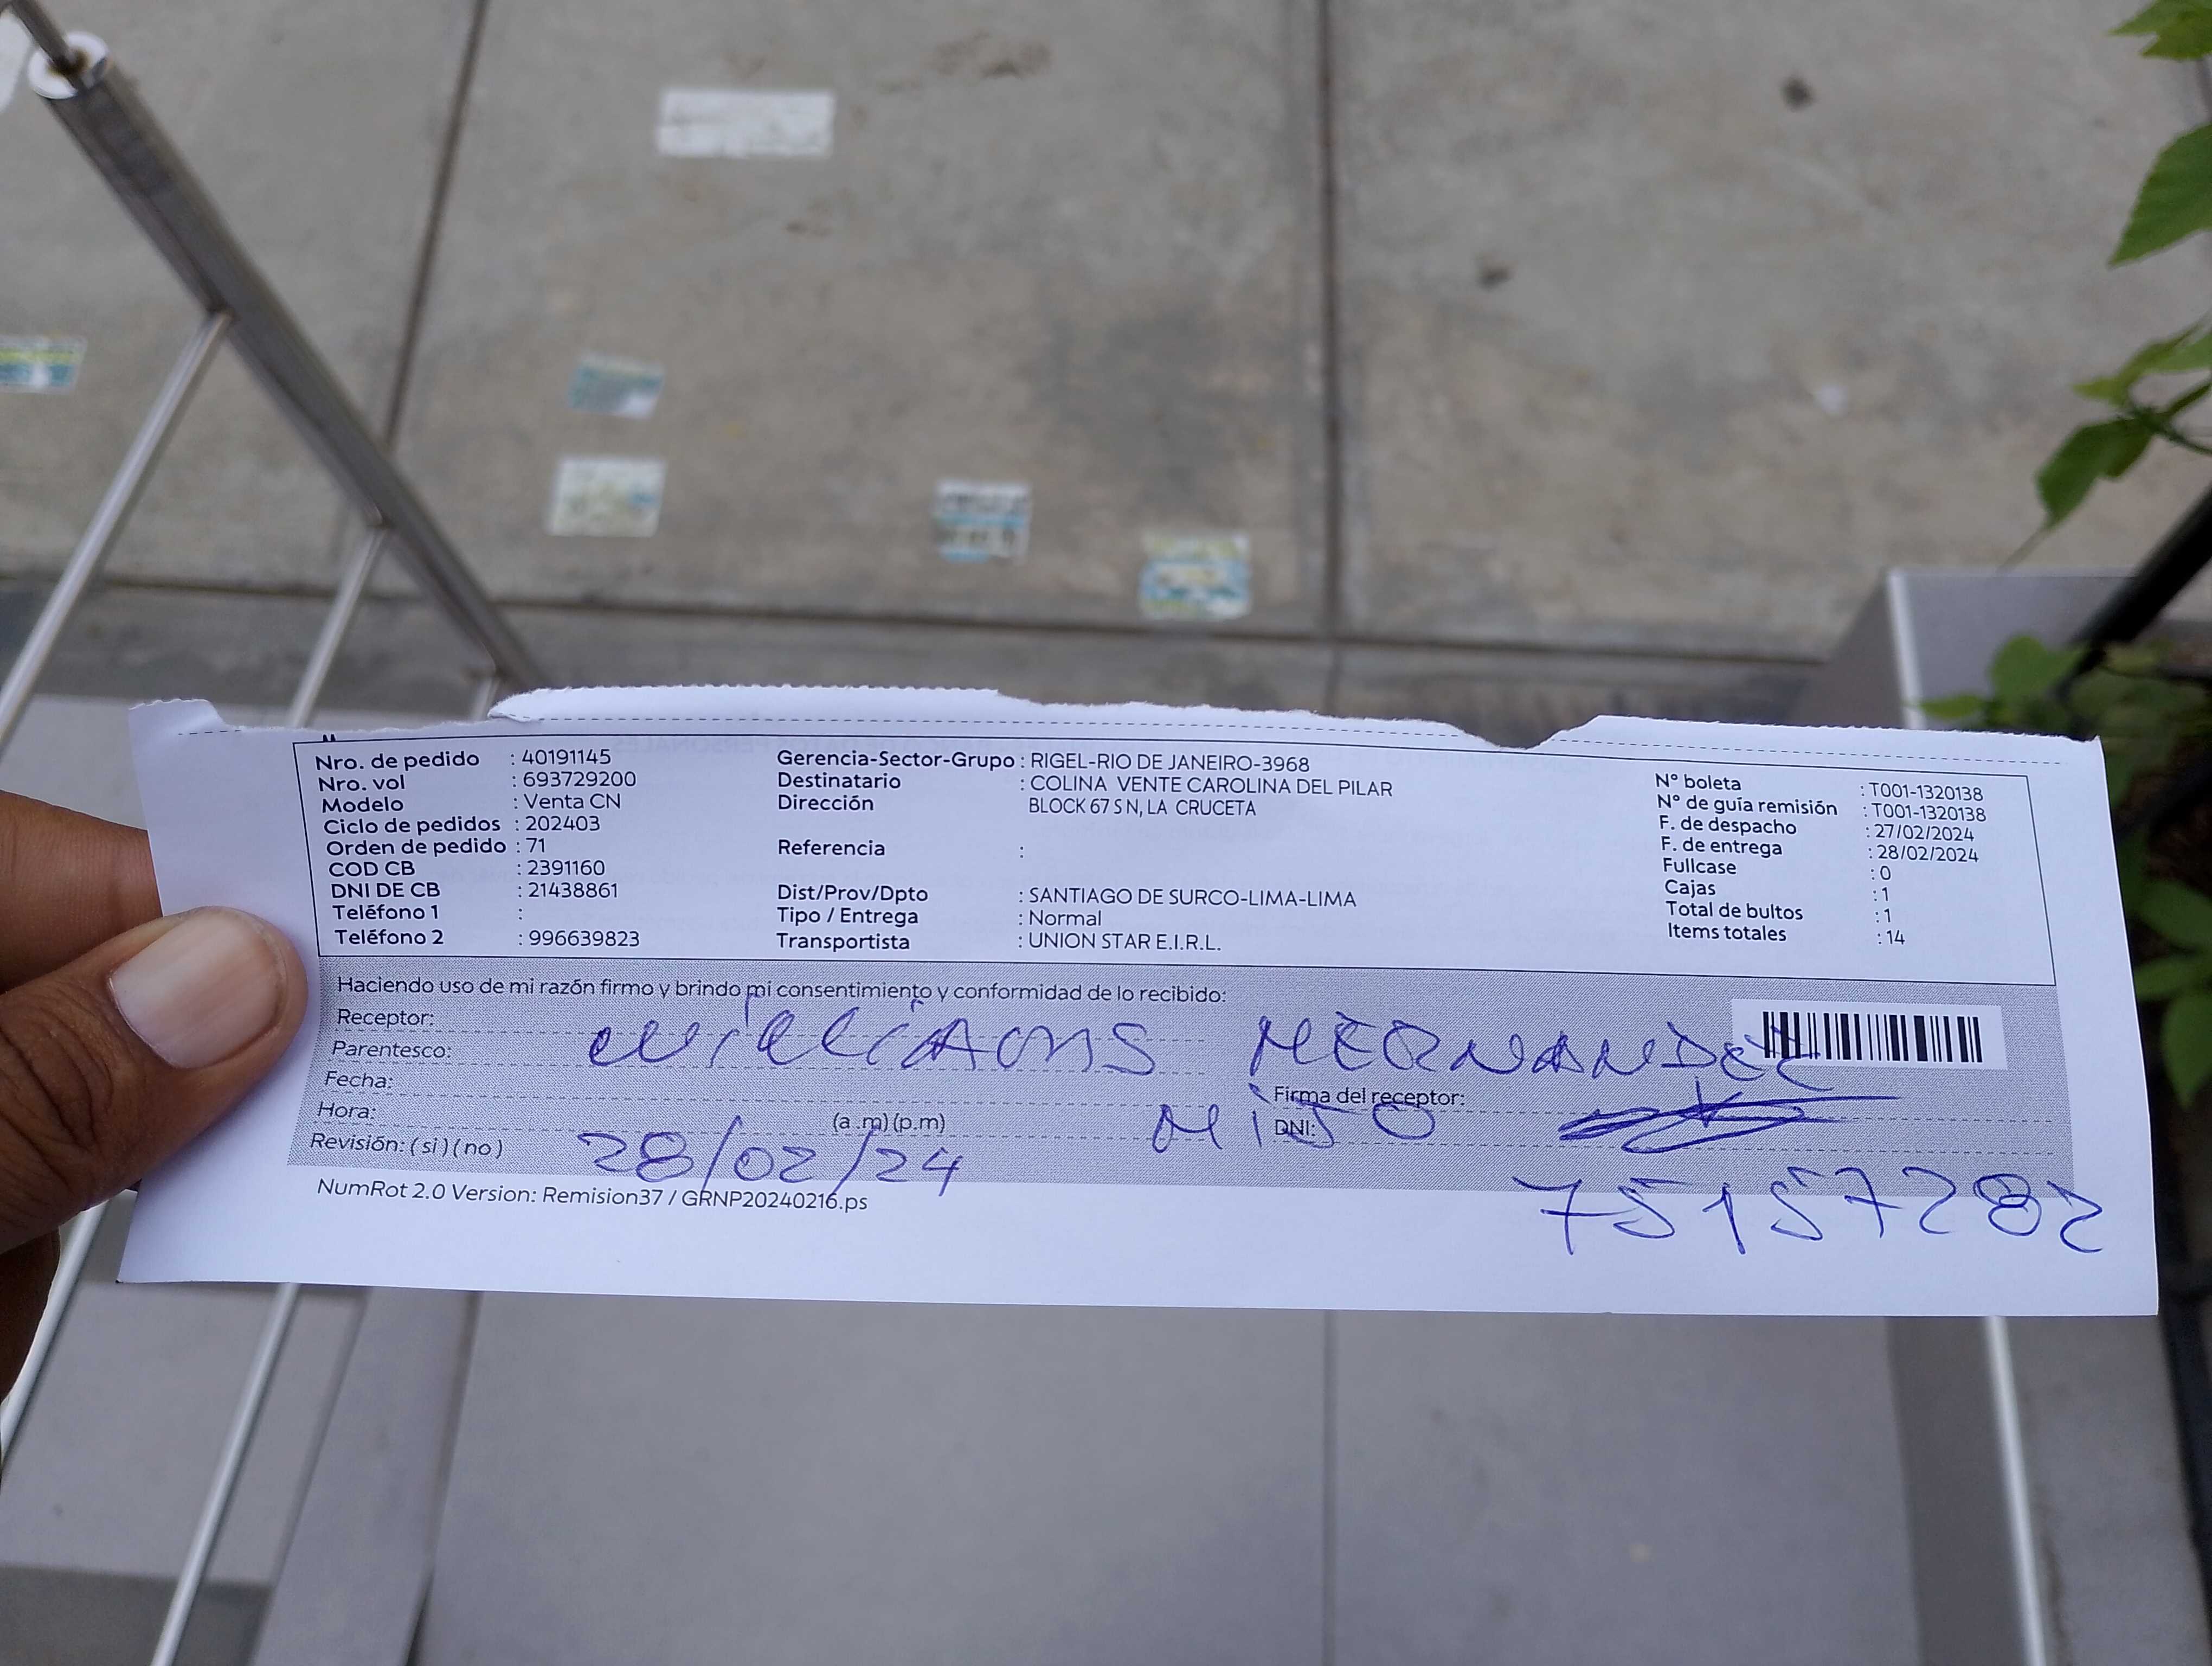 Nro. de pedido : 40191145
Nro. vol : 693729200
Modelo : Venta CN
Ciclo de pedidos : 202403
Orden de pedido : 71
COD CB : 2391160
DNI DE CB : 21438861
Teléfono 1 :
Teléfono 2 : 996639823
Gerencia-Sector-Grupo : RIGEL-RIO DE JANEIRO-3968
Destinatario : COLINA VENTE CAROLINA DEL PILAR
Dirección BLOCK 67 S N, LA CRUCETA
Referencia :
Dist/Prov/Dpto : SANTIAGO DE SURCO-LIMA-LIMA
Tipo / Entrega : Normal
Transportista : UNION STAR E.I.R.L.
N° boleta : T001-1320138
N° de guía remisión : T001-1320138
F. de despacho : 27/02/2024
F. de entrega : 28/02/2024
Fullcase : 0
Cajas : 1
Total de bultos : 1
Items totales : 14
Haciendo uso de mi razón firmo y brindo mi consentimiento y conformidad de lo recibido:
Receptor:
Williams HERNANDEZ
Parentesco:
Fecha:
Firma del receptor:
Hora: (a .m) (p.m)
HiJO
DNI:
Revisión: ( si ) ( no )
28/02/24
75157282
NumRot 2.0 Version: Remision37 / GRNP20240216.ps